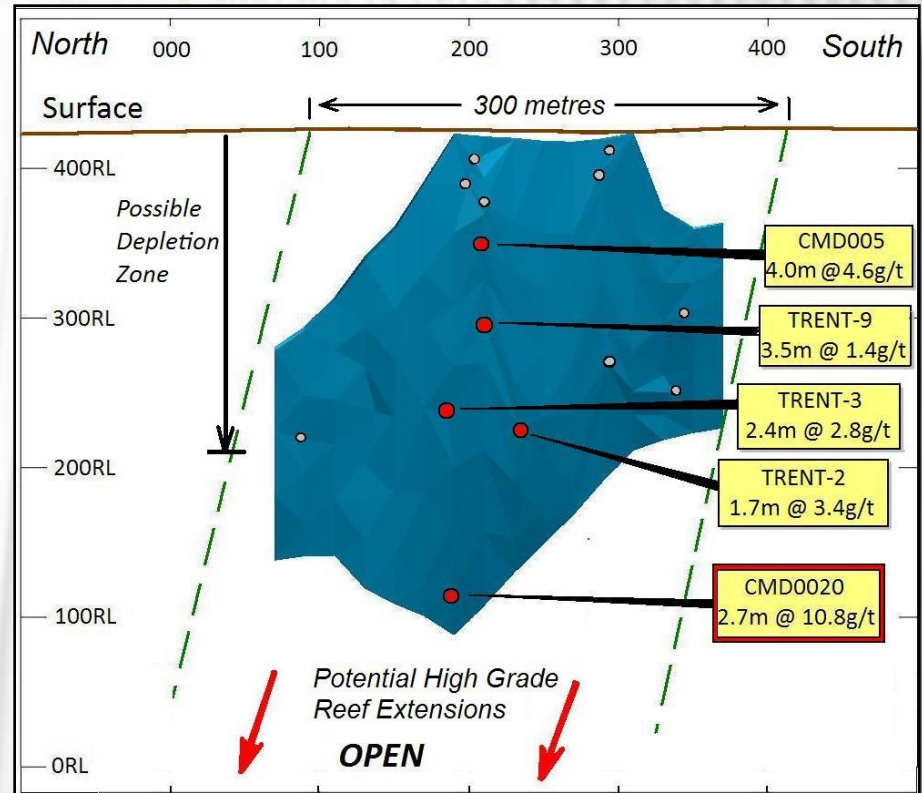 North 000 100 200 300 400 South
Surface
300 metres
400RL
Possible
Depletion
Zone
CMD005
4.0m @4.6g/t
300RL
TRENT-9
3.5m @ 1.4g/t
TRENT-3
2.4m @ 2.8g/t
200RL
TRENT-2
1.7m @ 3.4g/t
CMD0020
2.7m @ 10.8g/t
100RL
Potential High Grade
Reef Extensions
OPEN
0RL